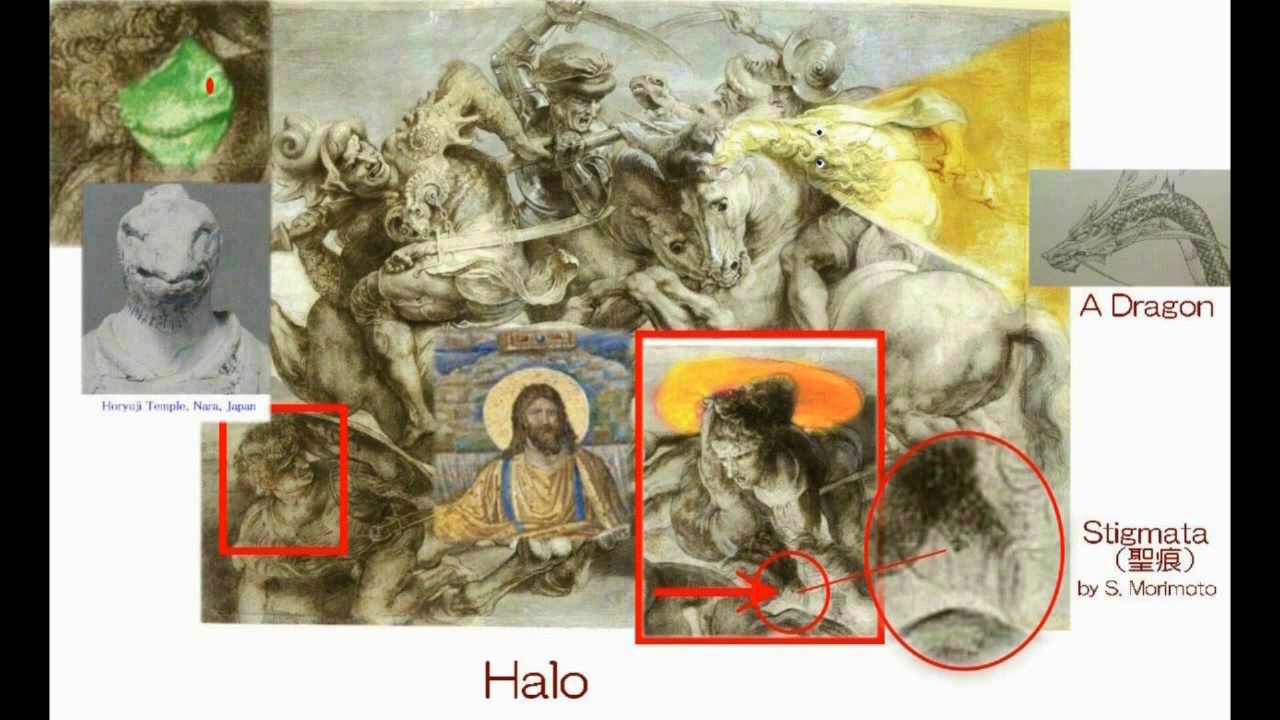 Horyuji Temple, Nara, Japan
A Dragon
Stigmata
(聖痕)
by S. Morimoto
Halo